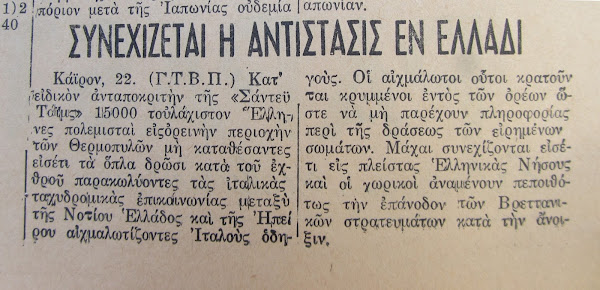 1)2
40
πόριον μετὰ τῆς Ἰαπωνίας οὐδεμία
απωνίαν.
ΣΥΝΕΧΙΖΕΤΑΙ Η ΑΝΤΙΣΤΑΣΙΣ ΕΝ ΕΛΛΑΔΙ
Κάϊρον, 22. (Γ.Τ.Β.Π.) Κατ'
εἰδικὸν ἀνταποκριτὴν τῆς «Σάντεϋ
Τάϊμς» 15000 τοὐλάχιστον Ἕλλη-
νες πολεμισταὶ εἰςὀρεινὴν περιοχὴν
τῶν Θερμοπυλῶν μὴ καταθέσαντες
εἰσέτι τὰ ὅπλα δρῶσι κατὰ τοῦ ἐχ-
θροῦ παρακωλύοντες τὰς ἰταλικὰς
ταχυδρομικὰς ἐπικοινωνίας μεταξὺ
τῆς Νοτίου Ἑλλάδος καὶ τῆς Ἠπεί
ρου αἰχμαλωτίζοντες Ἰταλοὺς ὁδη-
γούς. Οἱ αἰχμάλωτοι οὗτοι κρατοῦν
ται κρυμμένοι ἐντὸς τῶν ὀρέων ὥ-
στε νὰ μὴ παρέχουν πληροφορίας
περὶ τῆς δράσεως τῶν εἰρημένων
σωμάτων. Μάχαι συνεχίζονται εἰσέ-
τι εἰς πλείστας Ἑλληνικὰς Νήσους
καὶ οἱ χωρικοὶ ἀναμένουν πεποιθό-
τως τὴν ἐπάνοδον τῶν Βρεττανι-
κῶν στρατευμάτων κατὰ τὴν ἄνοι-
ξιν.